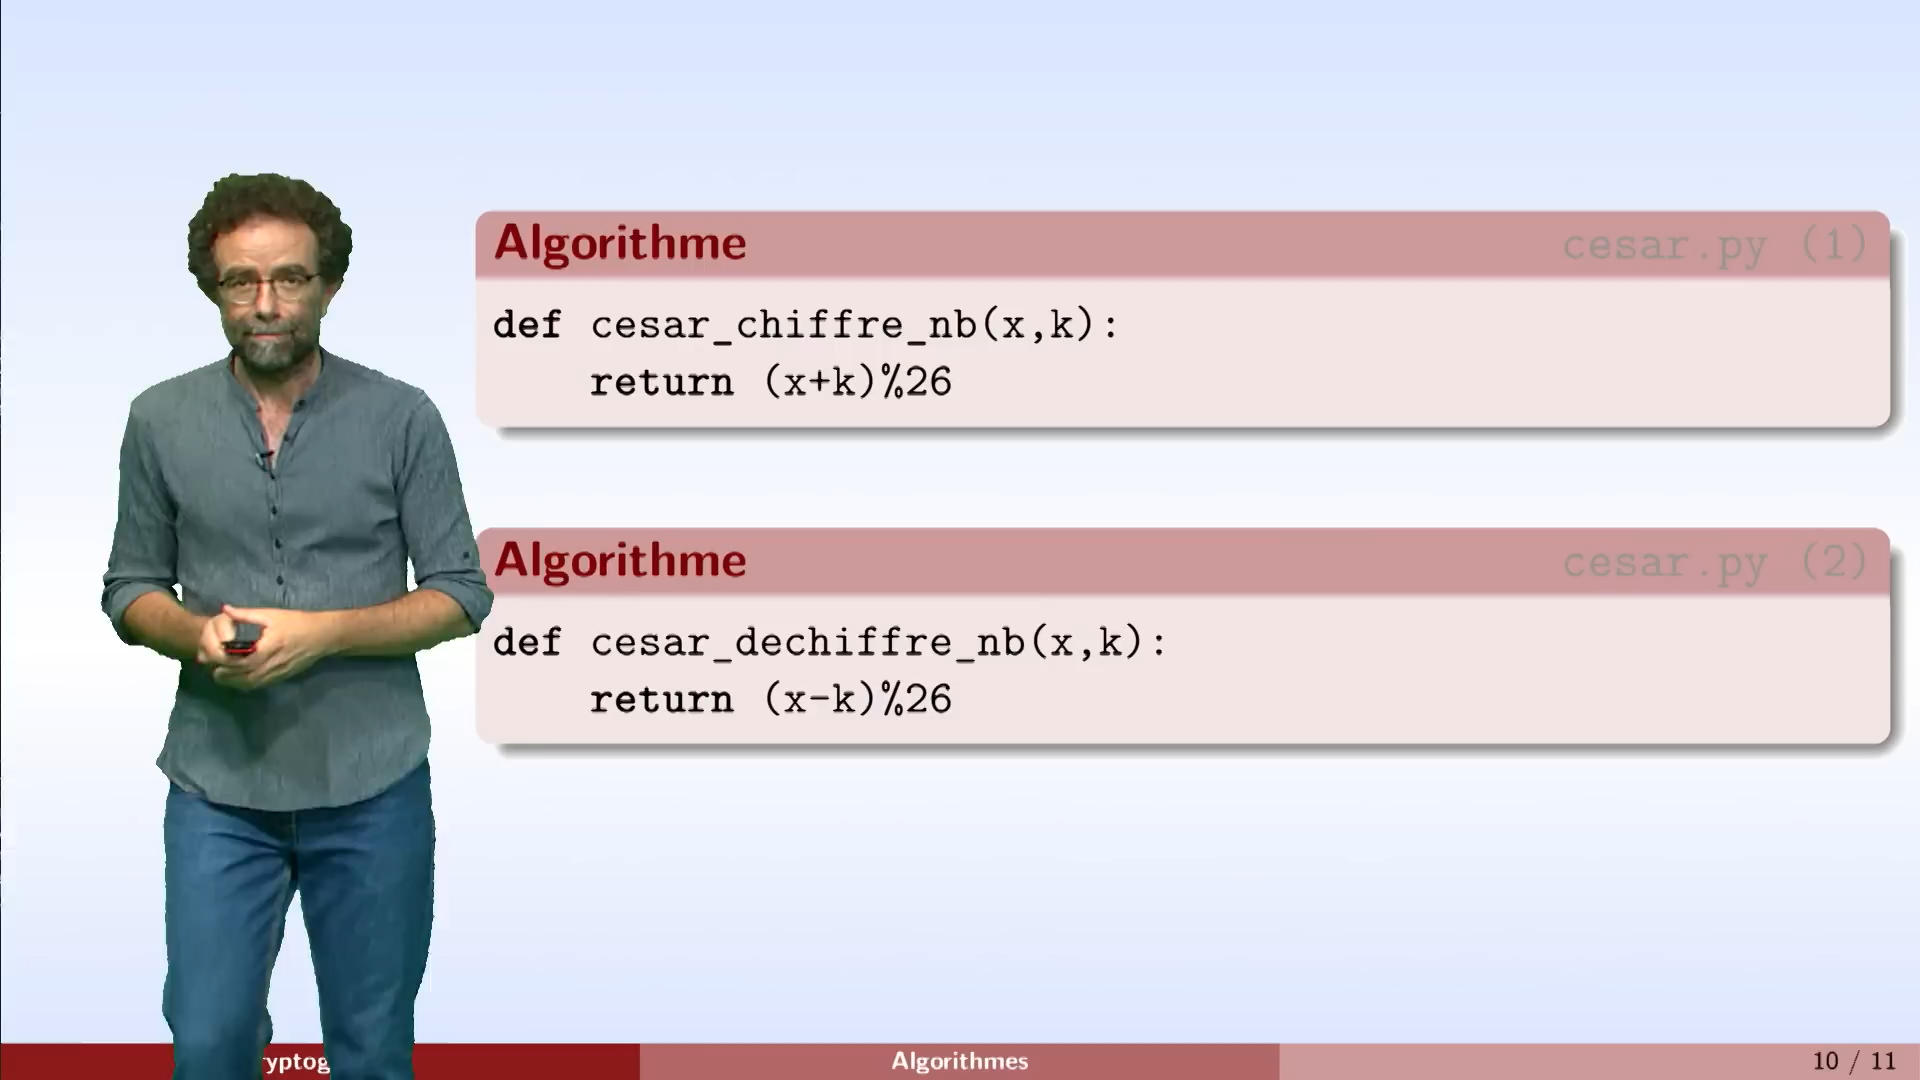 Algorithme cesar.py (1)
def cesar_chiffre_nb(x,k):
return (x+k)%26
Algorithme cesar.py (2)
def cesar_dechiffre_nb(x,k):
return (x-k)%26
Algorithmes 10 / 11